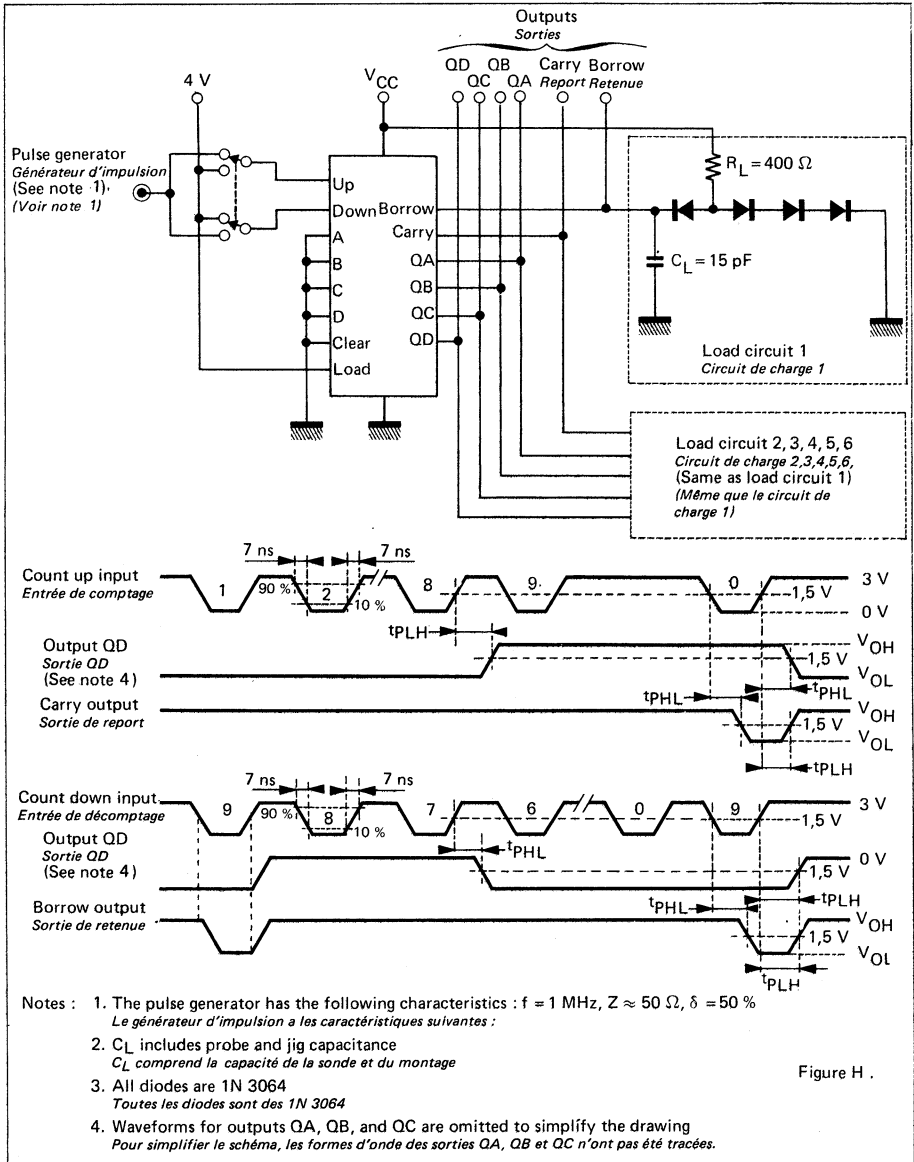 Outputs
Sorties
QD QC QB QA Carry Borrow
Report Retenue
4 V
VCC
Pulse generator
Générateur d'impulsion
(See note 1).
(Voir note 1)
RL = 400 Ω
Up
Down
Borrow
Carry
A
B
C
D
QA
QB
QC
QD
Clear
Load
CL = 15 pF
Load circuit 1
Circuit de charge 1
Load circuit 2, 3, 4, 5, 6
Circuit de charge 2,3,4,5,6,
(Same as load circuit 1)
(Même que le circuit de
charge 1)
7 ns 7 ns
Count up input
Entrée de comptage
1 90 % 2 10 % 8 9. 0
3 V
1,5 V
0 V
tPLH
Output QD
Sortie QD
(See note 4)
VOH
1,5 V
VOL
tPHL
tPHL
Carry output
Sortie de report
VOH
1,5 V
VOL
tPLH
7 ns 7 ns
Count down input
Entrée de décomptage
9 90 % 8 10 % 7 6 0 9
3 V
1,5 V
0 V
tPHL
Output QD
Sortie QD
(See note 4)
1,5 V
tPHL
tPLH
Borrow output
Sortie de retenue
VOH
1,5 V
VOL
tPLH
Notes : 1. The pulse generator has the following characteristics : f = 1 MHz, Z ≈ 50 Ω, δ = 50 %
Le générateur d'impulsion a les caractéristiques suivantes :
2. CL includes probe and jig capacitance
CL comprend la capacité de la sonde et du montage
3. All diodes are 1N 3064
Toutes les diodes sont des 1N 3064
4. Waveforms for outputs QA, QB, and QC are omitted to simplify the drawing
Pour simplifier le schéma, les formes d'onde des sorties QA, QB et QC n'ont pas été tracées.
Figure H .